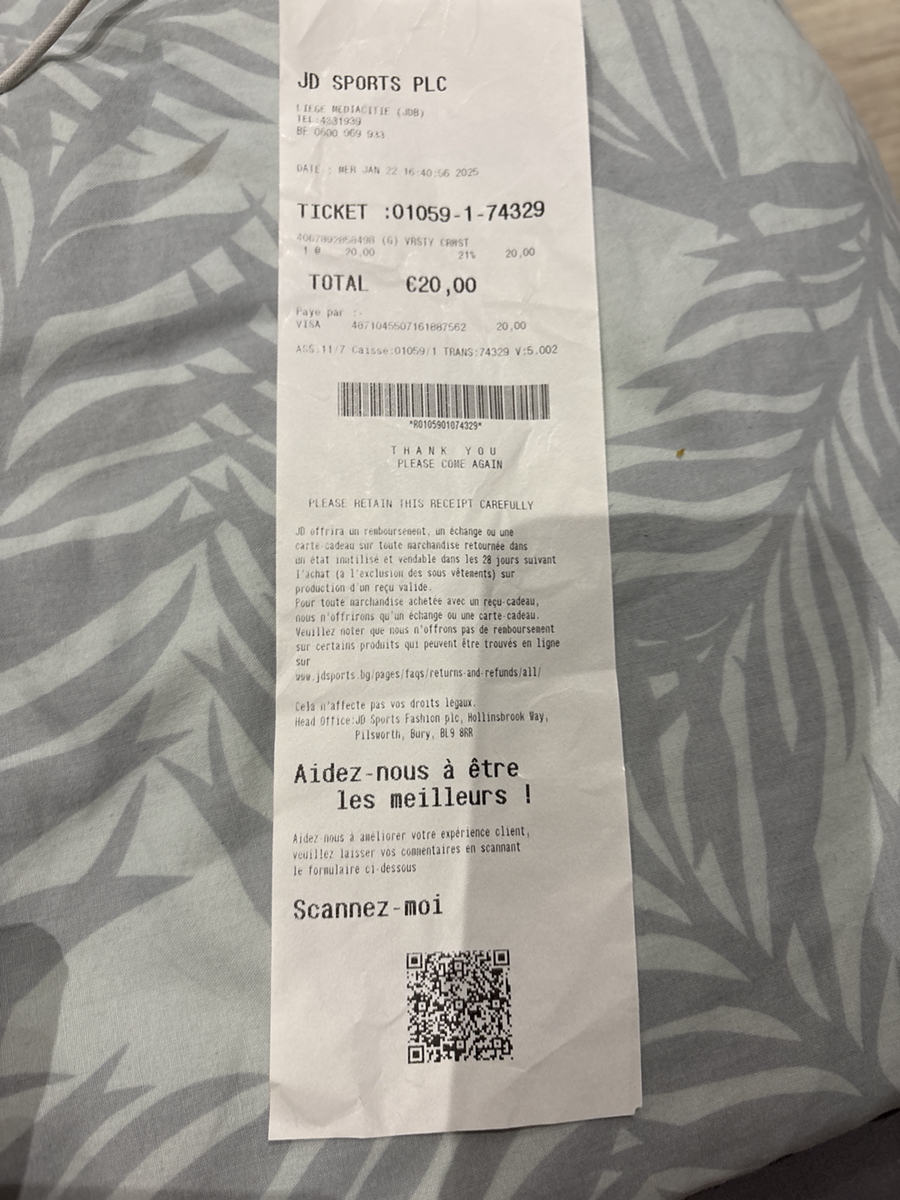 JD SPORTS PLC
LIEGE MEDIACITIE (JDB)
TEL:4331939
BE 0600 969 933
DATE : MER JAN 22 16:40:56 2025
TICKET :01059-1-74329
(G) VRSTY CRWST
1 @ 20,00 21% 20,00
TOTAL €20,00
Paye par :-
VISA 4871045507161887562 20,00
ASS:11/7 Caisse:01059/1 TRANS:74329 V:5.002
*R0105901074329*
THANK YOU
PLEASE COME AGAIN
PLEASE RETAIN THIS RECEIPT CAREFULLY
JD offrira un remboursement, un échange ou une
carte-cadeau sur toute marchandise retournée dans
un état inutilisé et vendable dans les 28 jours suivant
l'achat (à l'exclusion des sous vêtements) sur
production d'un reçu valide.
Pour toute marchandise achetée avec un reçu-cadeau,
nous n'offrirons qu'un échange ou une carte-cadeau.
Veuillez noter que nous n'offrons pas de remboursement
sur certains produits qui peuvent être trouvés en ligne
sur
www.jdsports.bg/pages/faqs/returns-and-refunds/all/
Cela n'affecte pas vos droits légaux.
Head Office:JD Sports Fashion plc, Hollinsbrook Way,
Pilsworth, Bury, BL9 8RR
Aidez-nous à être
les meilleurs !
Aidez-nous à améliorer votre expérience client,
veuillez laisser vos commentaires en scannant
le formulaire ci-dessous
Scannez-moi